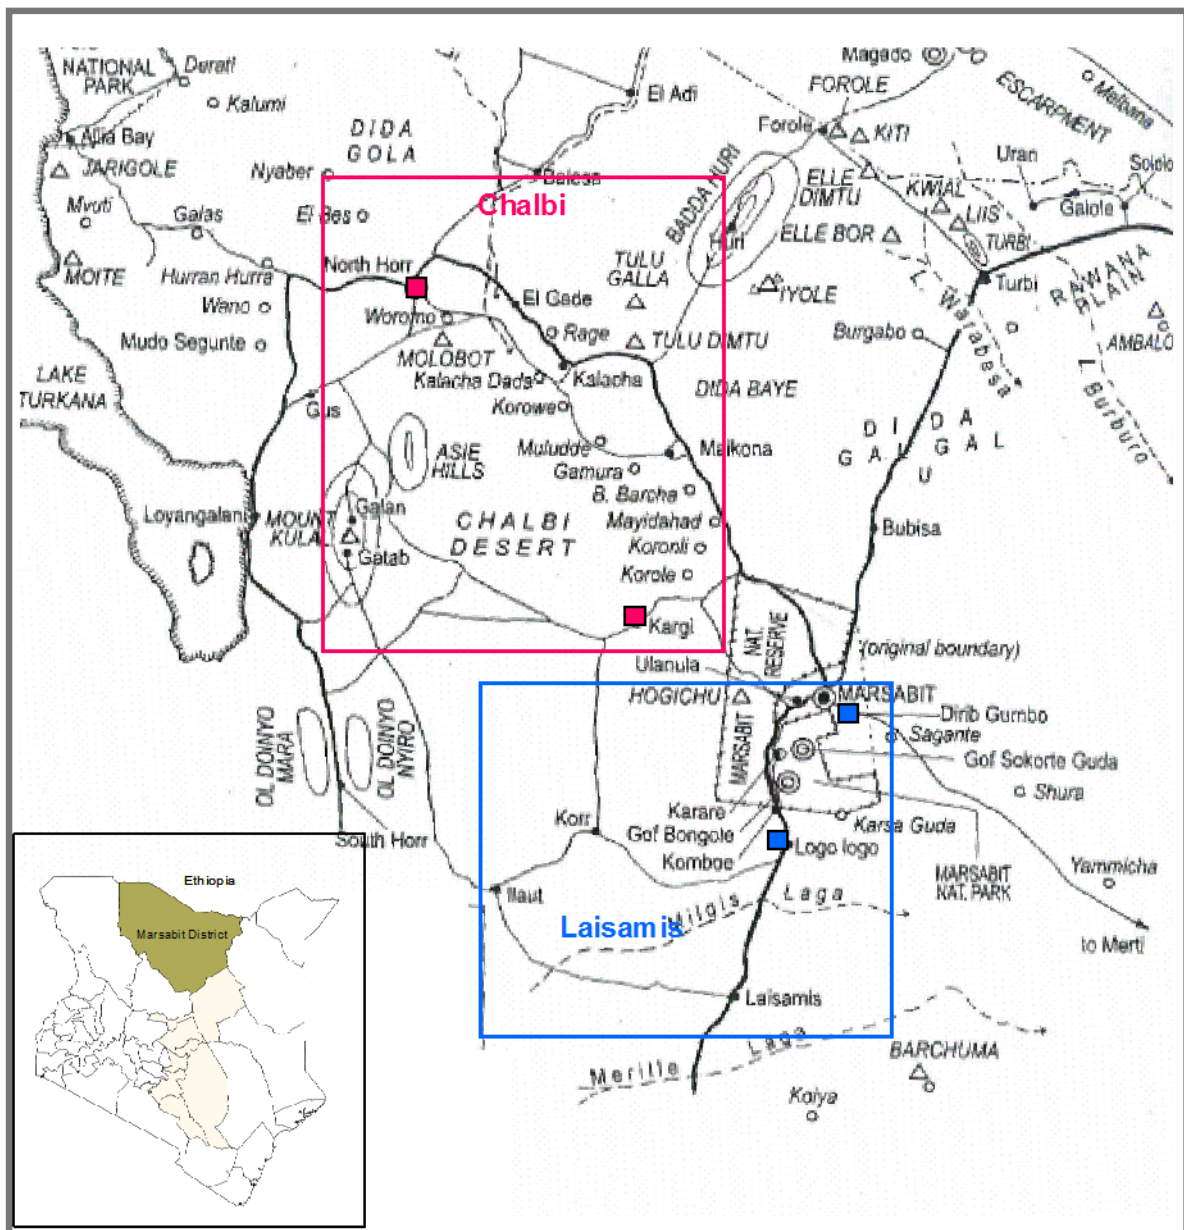 NATIONAL
PARK
Derati
Kalumi
Allia Bay
JARIGOLE
Mvuti
Galas
MOITE
Hurran Hurra
Wano
Mudo Segunte
LAKE
TURKANA
Gus
Loyangalani
MOUNT
KULAL
Galan
Gatab
DIDA
GOLA
Nyaber
El Bes
North Horr
Woromo
MOLOBOT
Kalacha Dads
Korowe
ASIE
HILLS
CHALBI
DESERT
El Adi
Balesa
Chalbi
El Gade
Rage
Kalacha
Muludde
Gamura
B. Barcha
Mayidahad
Koronli
Korole
Kargi
Maikona
TULU
GALLA
TULU DIMTU
DIDA BAYE
BADDA HURI
Huri
IYOLE
Magado
FOROLE
Forole
KITI
ELLE
DIMTU
ELLE BOR
KWIAL
LIIS
TURBI
Turbi
ESCARPMENT
Melbana
Uran
Sololo
Gaiole
RAWANA
PLAIN
AMBALO
L. Warabesa
L. Burburo
Burgabo
DIDA
GALGALU
Bubisa
(original boundary)
NAT.
RESERVE
MARSABIT
Ulanula
HOGICHU
MARSABIT
Dirib Gumbo
Sagante
Gof Sokorte Guda
Shura
Karare
Gof Bongole
Komboe
Karsa Guda
Logo logo
MARSABIT
NAT. PARK
Yammicha
to Merti
OL DOINYO
MARA
OL DOINYO
NYIRO
South Horr
Korr
Ilaut
Milgis Laga
Laisamis
Laisamis
Merille Laga
BARCHUMA
Koiya
Ethiopia
Marsabit District